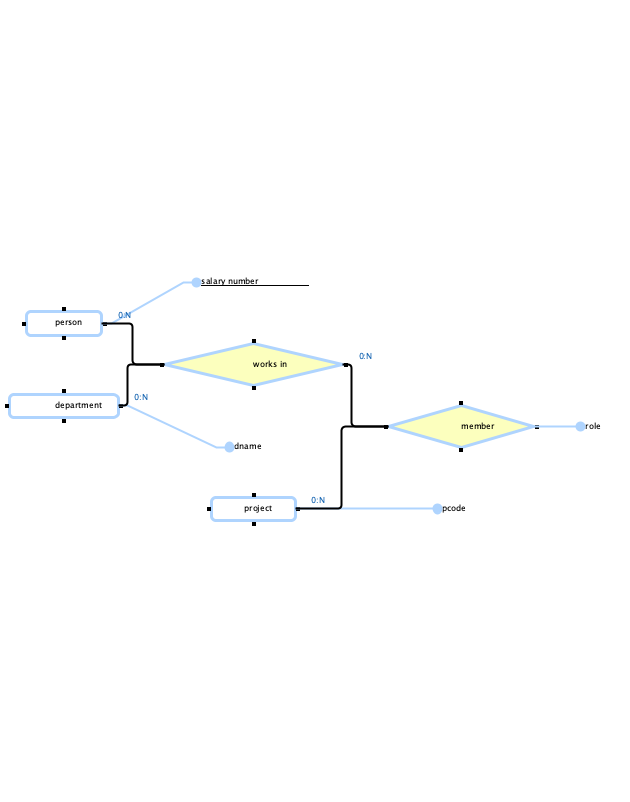 salary number
0:N
person
works in
0:N
department
0:N
member
role
dname
0:N
project
pcode